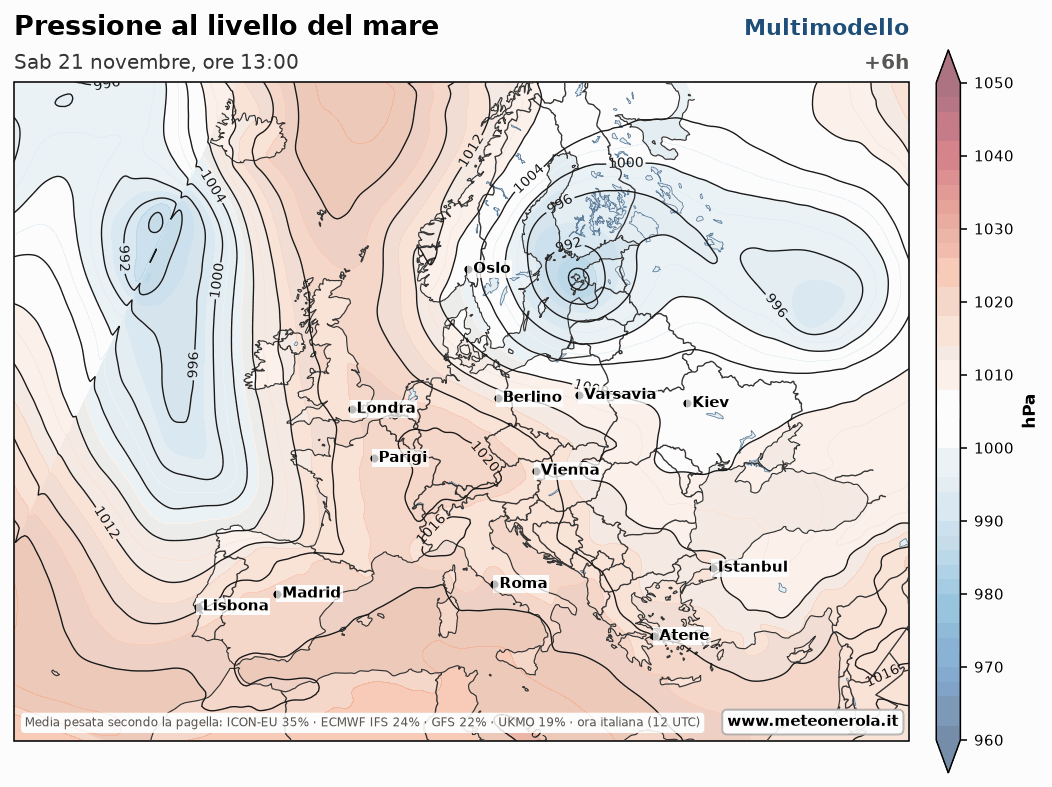 Pressione al livello del mare
Multimodello
Sab 21 novembre, ore 13:00
+6h
996
1012
1004
1004
1000
996
992
992
1000
996
996
Oslo
Berlino
Varsavia
Kiev
Londra
Parigi
1020
Vienna
1012
1016
Istanbul
Roma
Madrid
Lisbona
Atene
1016
1050
1040
1030
1020
1010
1000
990
980
970
960
hPa
Media pesata secondo la pagella: ICON-EU 35% · ECMWF IFS 24% · GFS 22% · UKMO 19% · ora italiana (12 UTC)
www.meteonerola.it